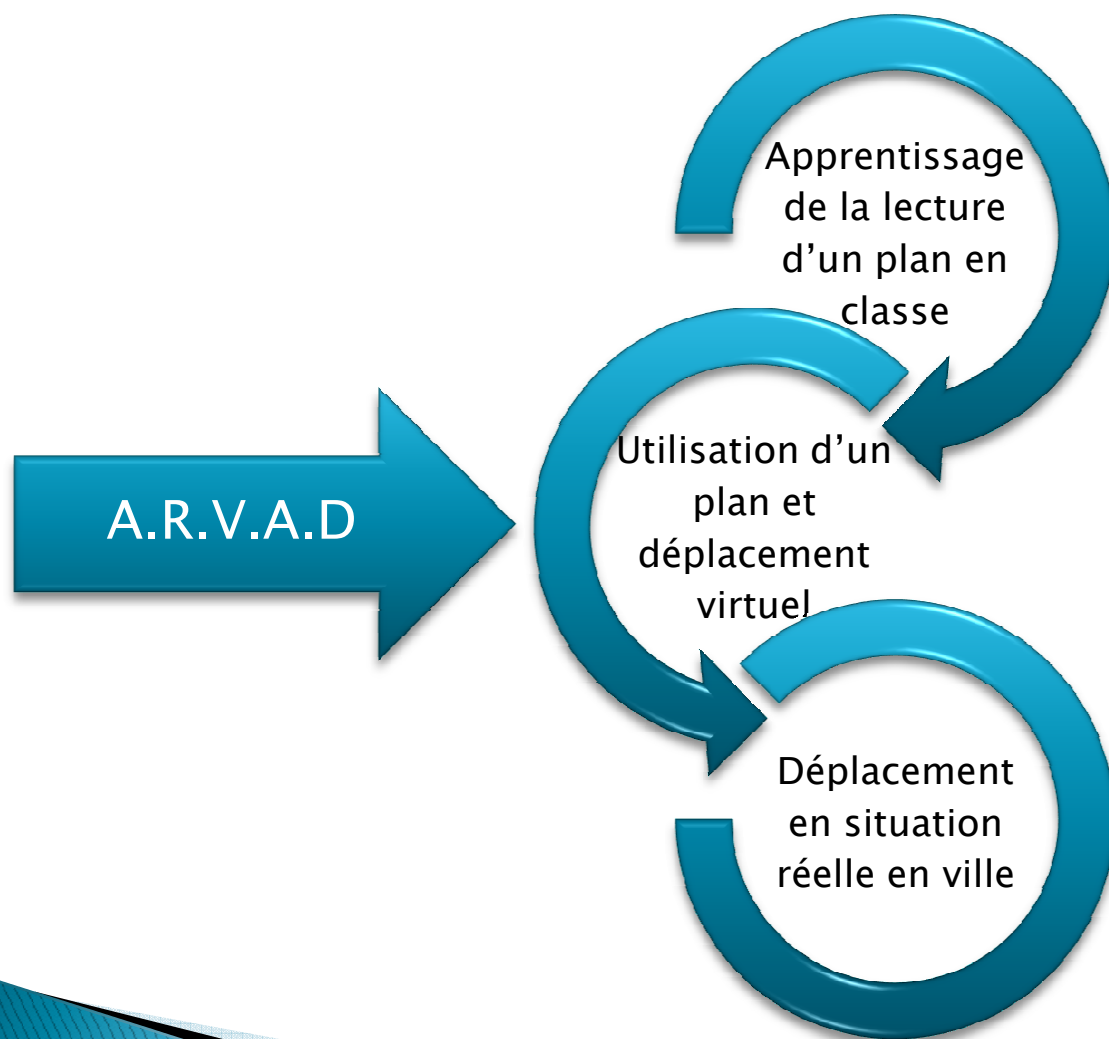 Apprentissage
de la lecture
d’un plan en
classe
A.R.V.A.D
Utilisation d’un
plan et
déplacement
virtuel
Déplacement
en situation
réelle en ville